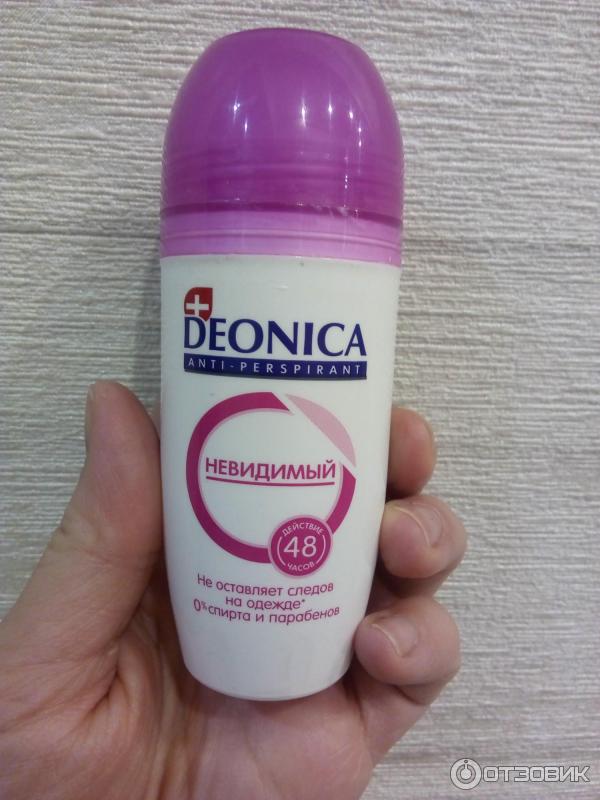 DEONICA
ANTI-PERSPIRANT
НЕВИДИМЫЙ
ДЕЙСТВИЕ
48
ЧАСОВ
Не оставляет следов
на одежде*
0% спирта и парабенов
ОТЗОВИК